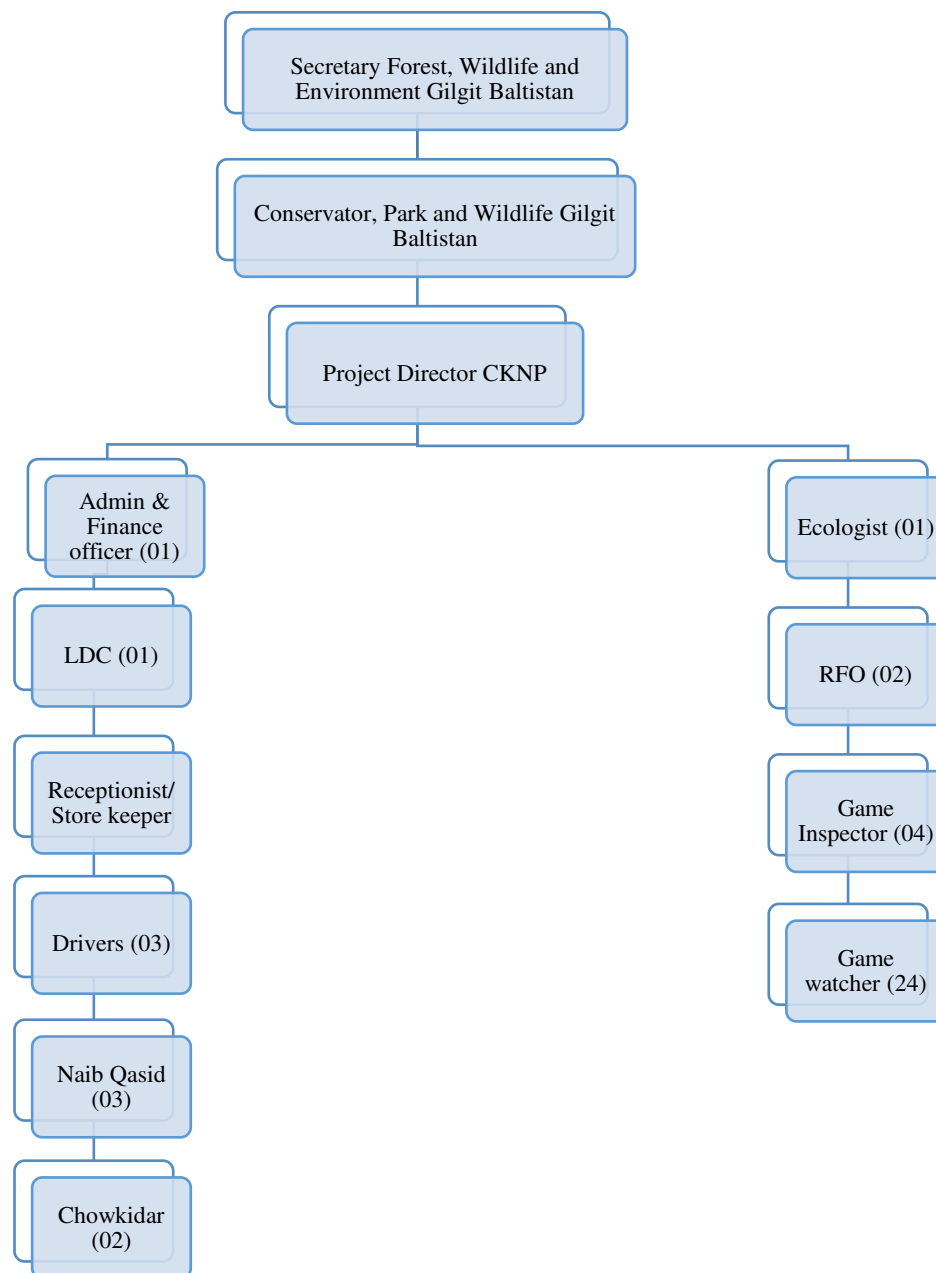 Secretary Forest, Wildlife and
Environment Gilgit Baltistan
Conservator, Park and Wildlife Gilgit
Baltistan
Project Director CKNP
Admin &
Finance
officer (01)
LDC (01)
Receptionist/
Store keeper
Drivers (03)
Naib Qasid
(03)
Chowkidar
(02)
Ecologist (01)
RFO (02)
Game
Inspector (04)
Game
watcher (24)